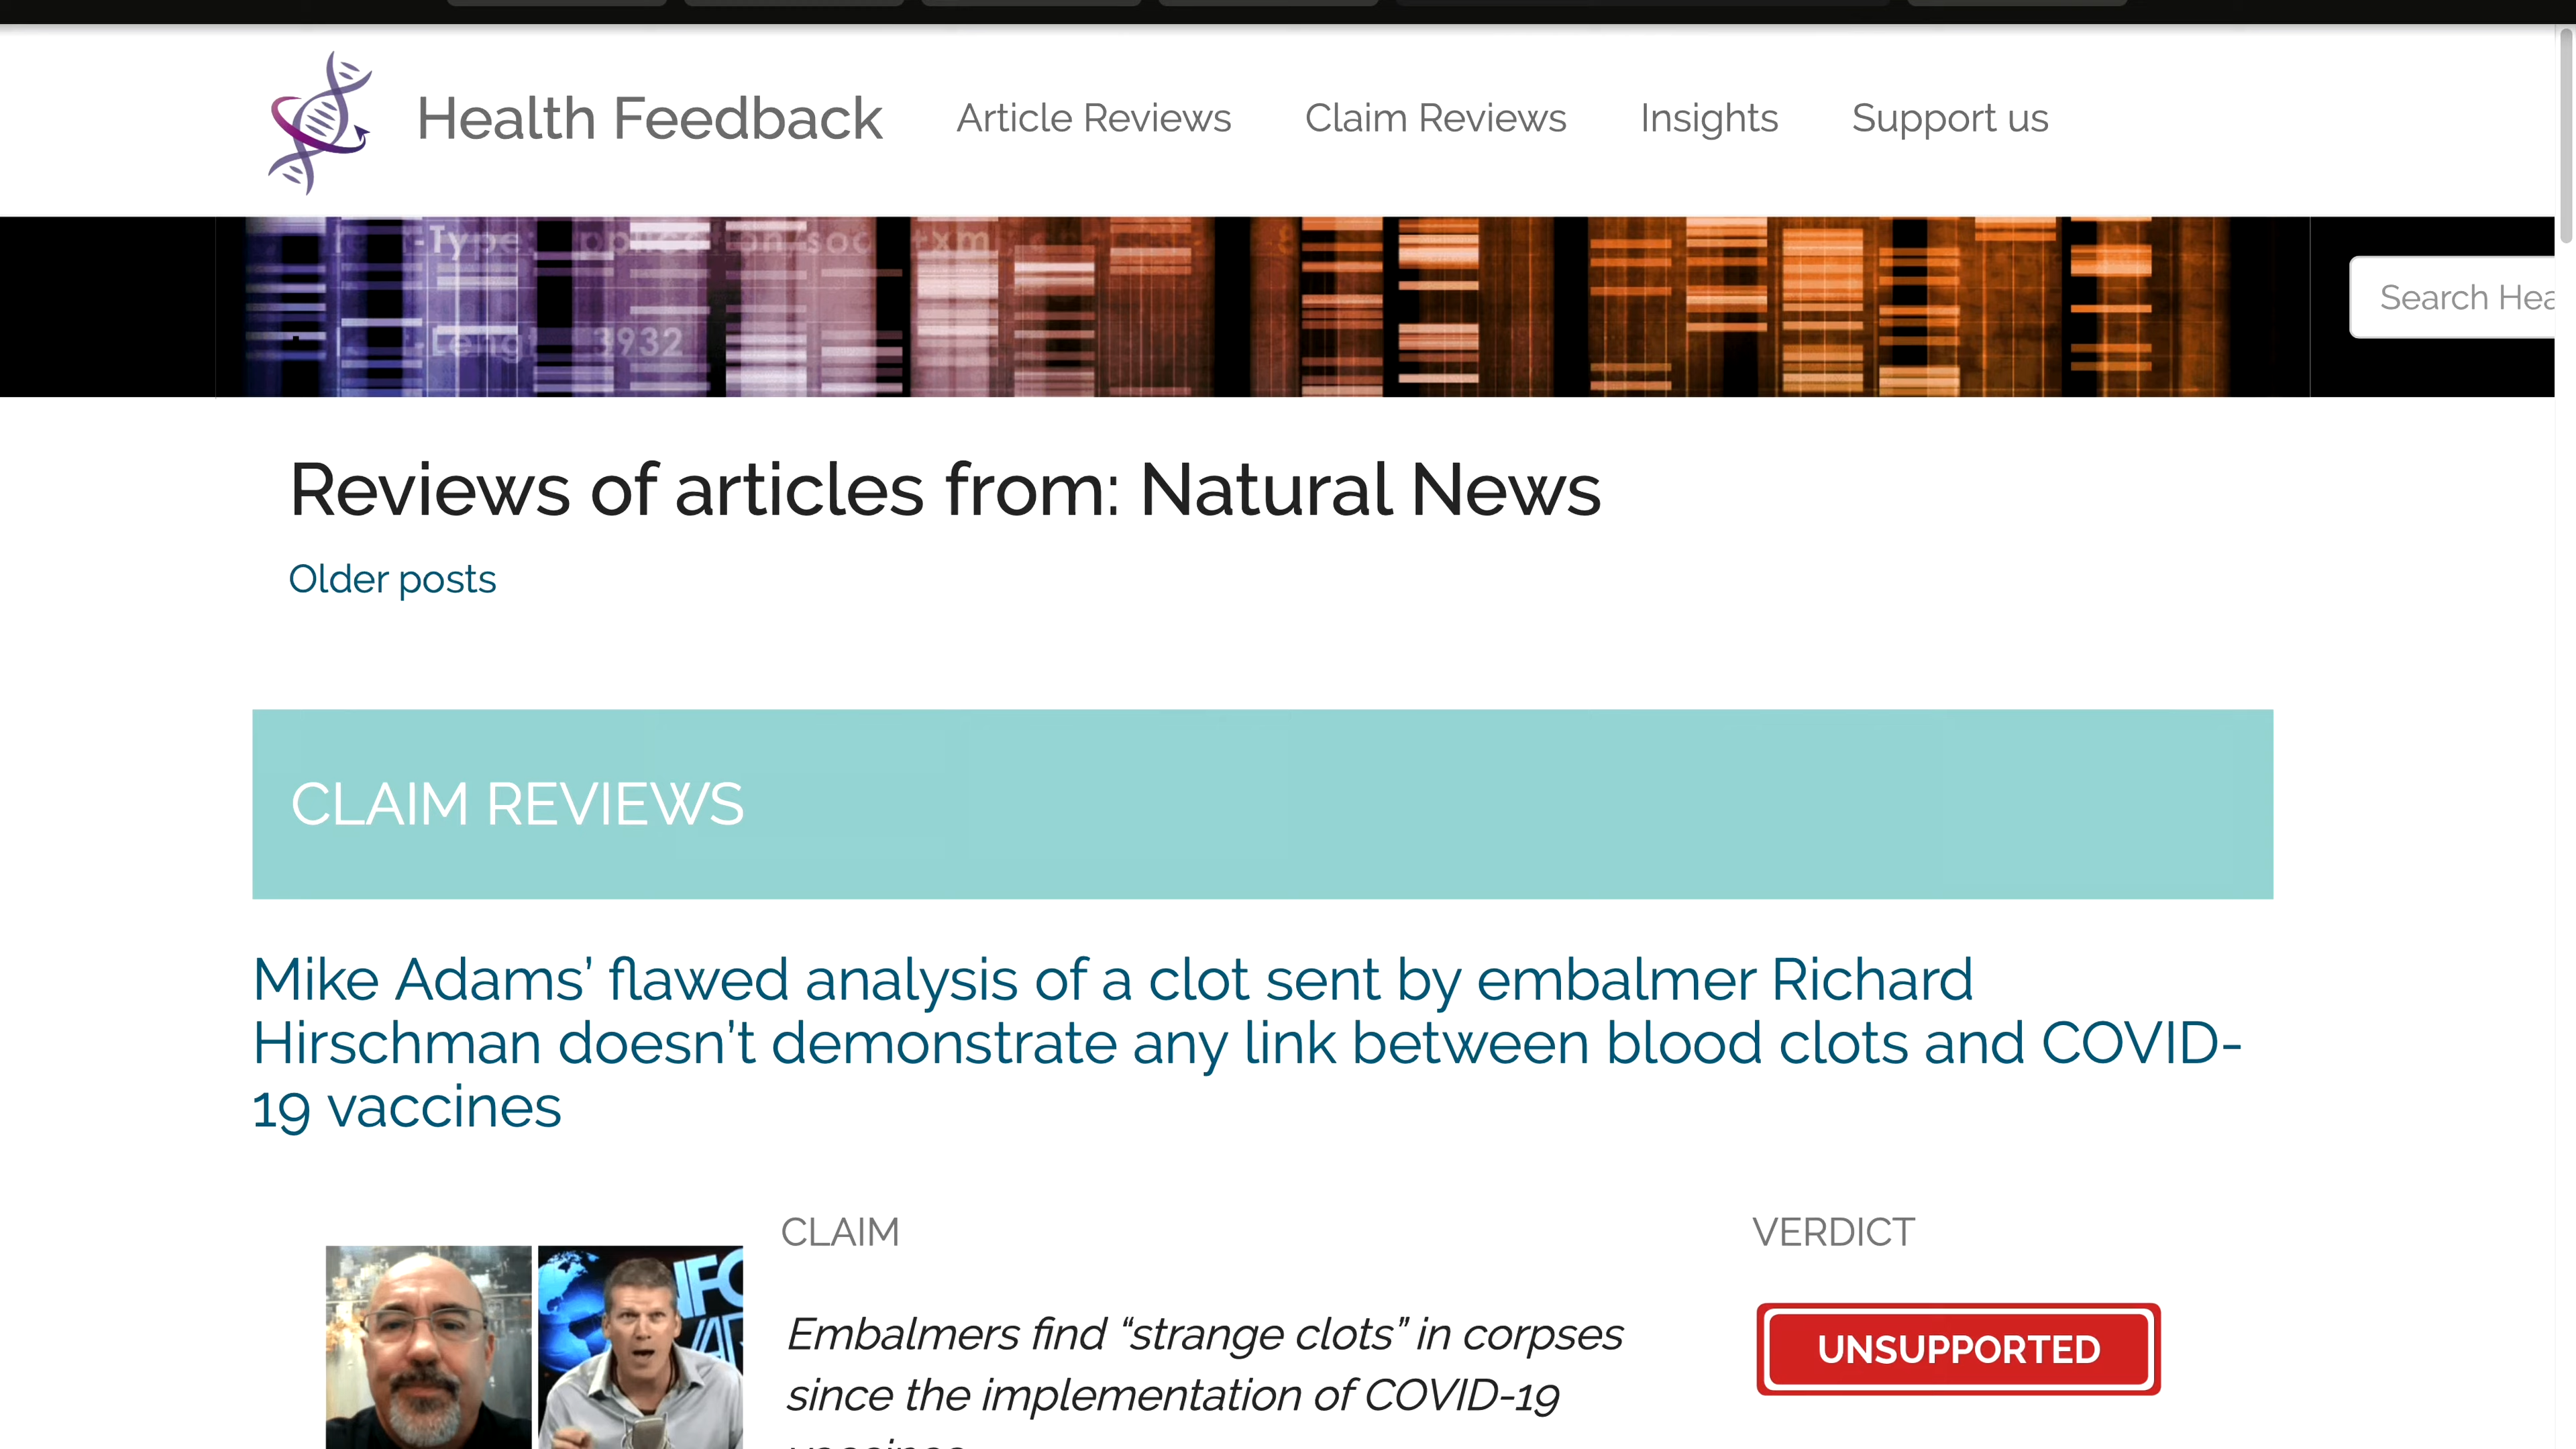 Health Feedback
Article Reviews
Claim Reviews
Insights
Support us
-Type:
3932
Search Hea
Reviews of articles from: Natural News
Older posts
CLAIM REVIEWS
Mike Adams’ flawed analysis of a clot sent by embalmer Richard
Hirschman doesn’t demonstrate any link between blood clots and COVID-
19 vaccines
CLAIM
VERDICT
Embalmers find “strange clots” in corpses
UNSUPPORTED
since the implementation of COVID-19